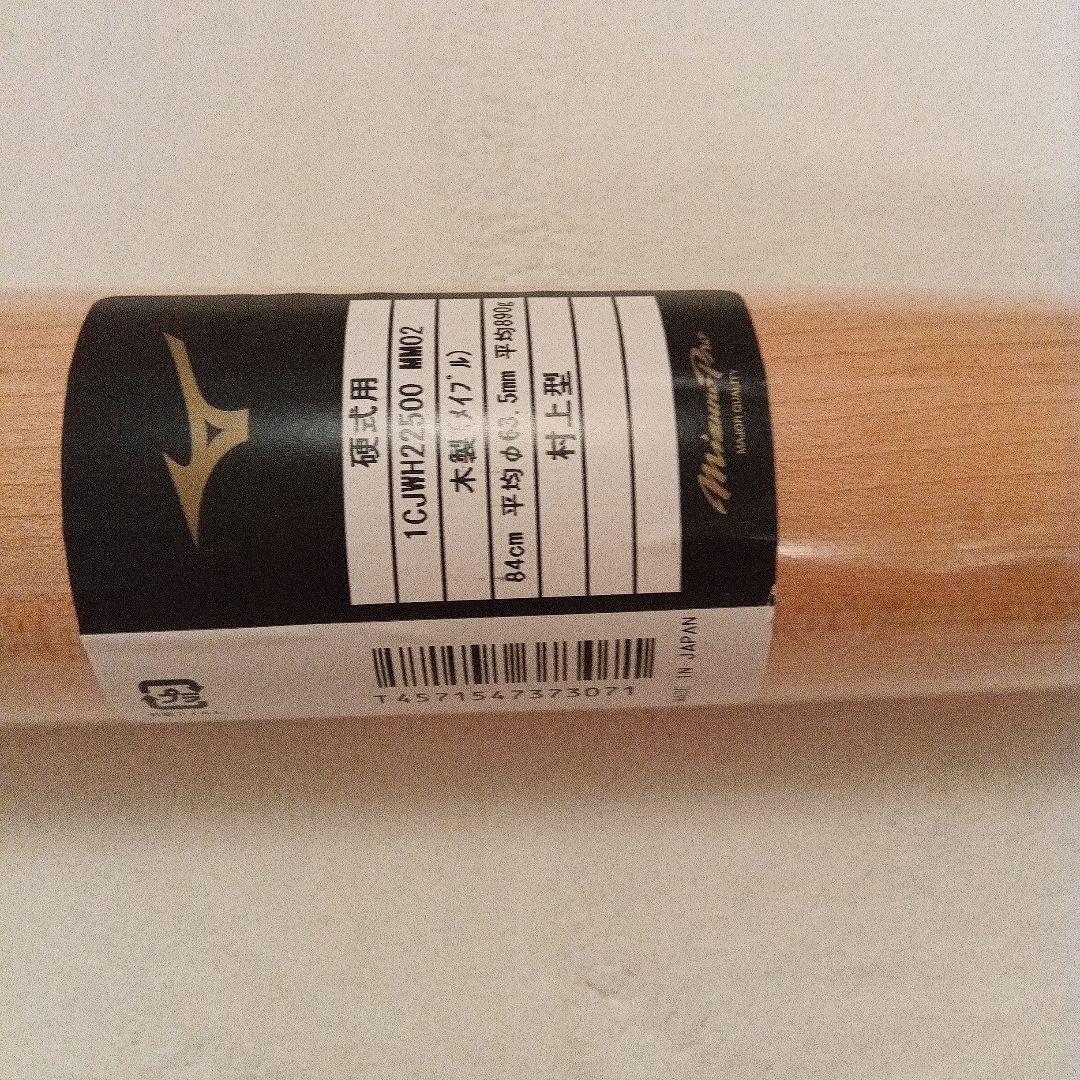 硬式用
1CJWH22500 MM02
木製(メイプル)
84cm 平均φ63.5mm 平均890g
村上型
Mizuno Pro
MAJOR QUALITY
T 4571547373071
MADE IN JAPAN